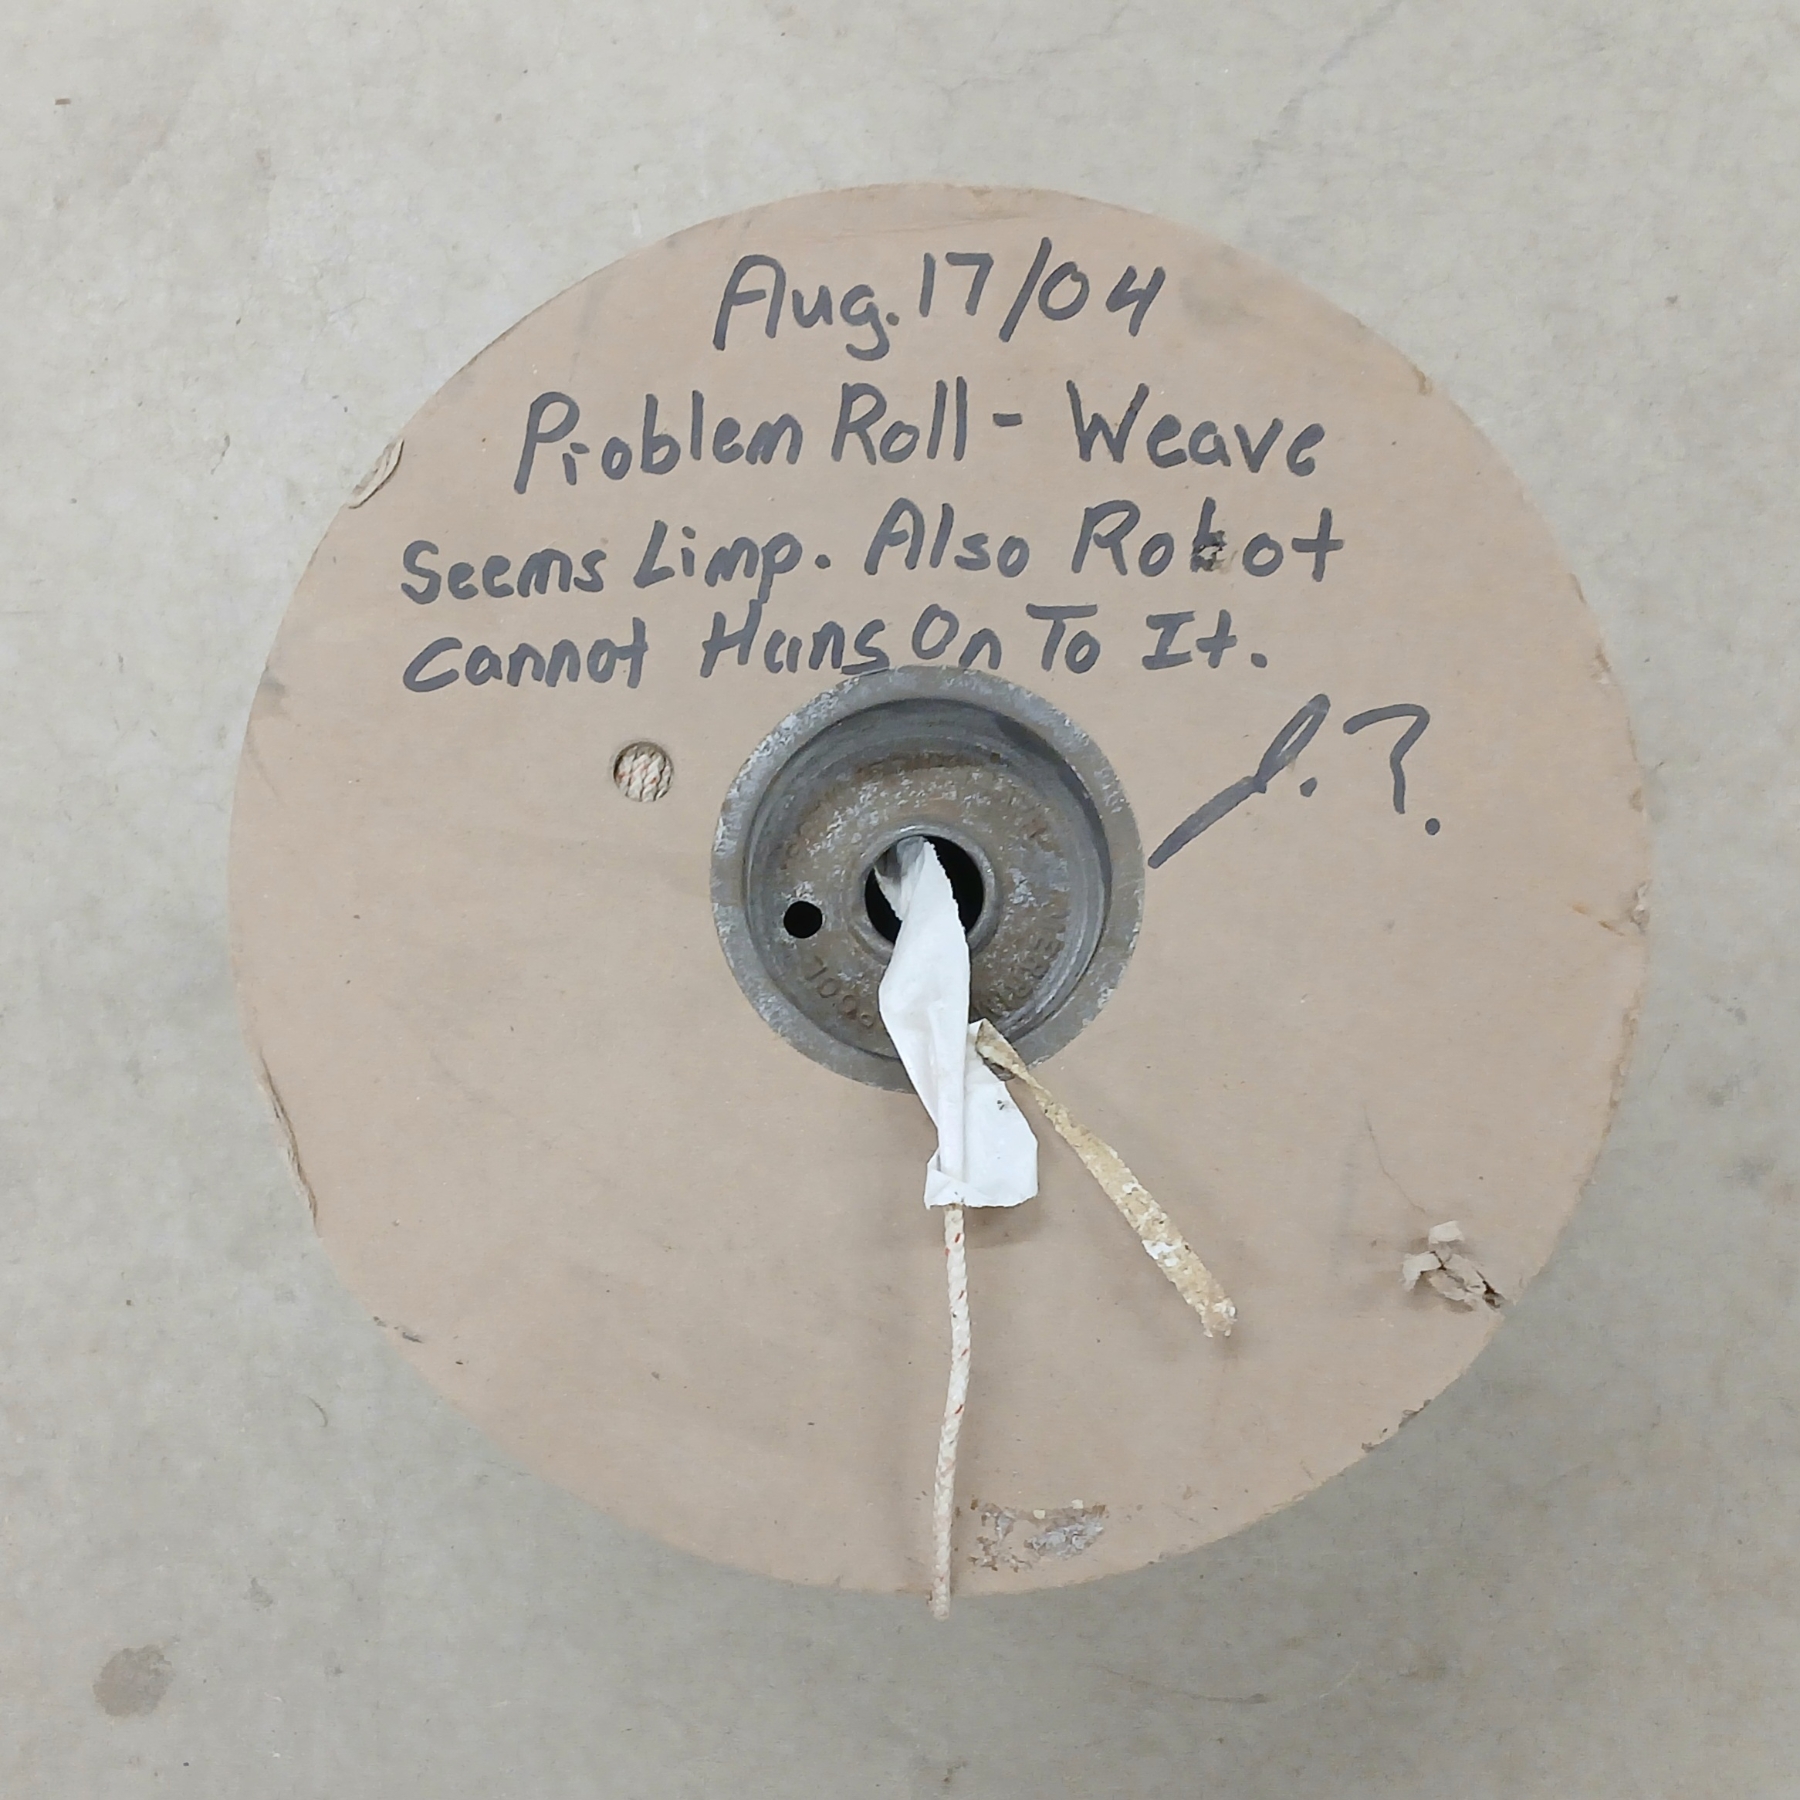 Aug. 17/04
Problem Roll - Weave
Seems Limp. Also Robot
Cannot Hang On To It.